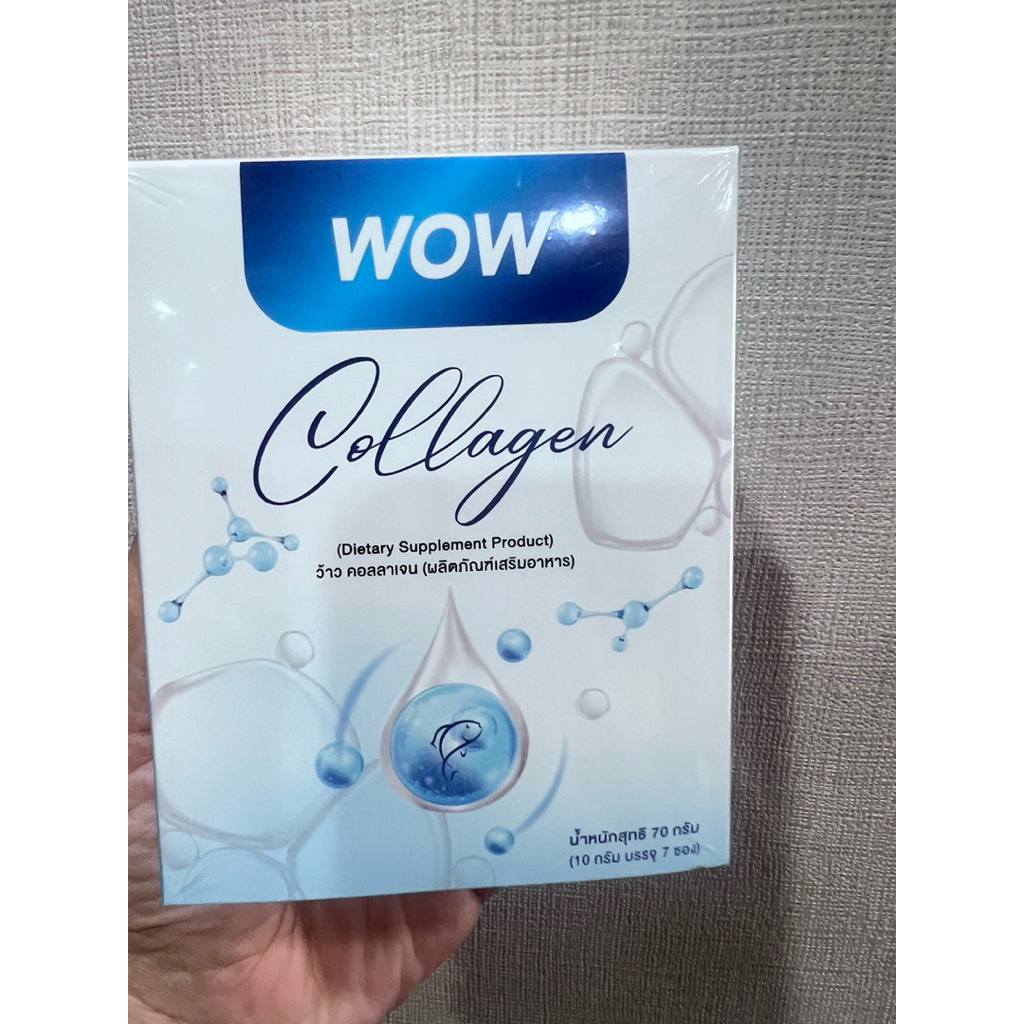 WOW
Collagen
(Dietary Supplement Product)
ว้าว คอลลาเจน (ผลิตภัณฑ์เสริมอาหาร)
น้ำหนักสุทธิ 70 กรัม
(10 กรัม บรรจุ 7 ซอง)